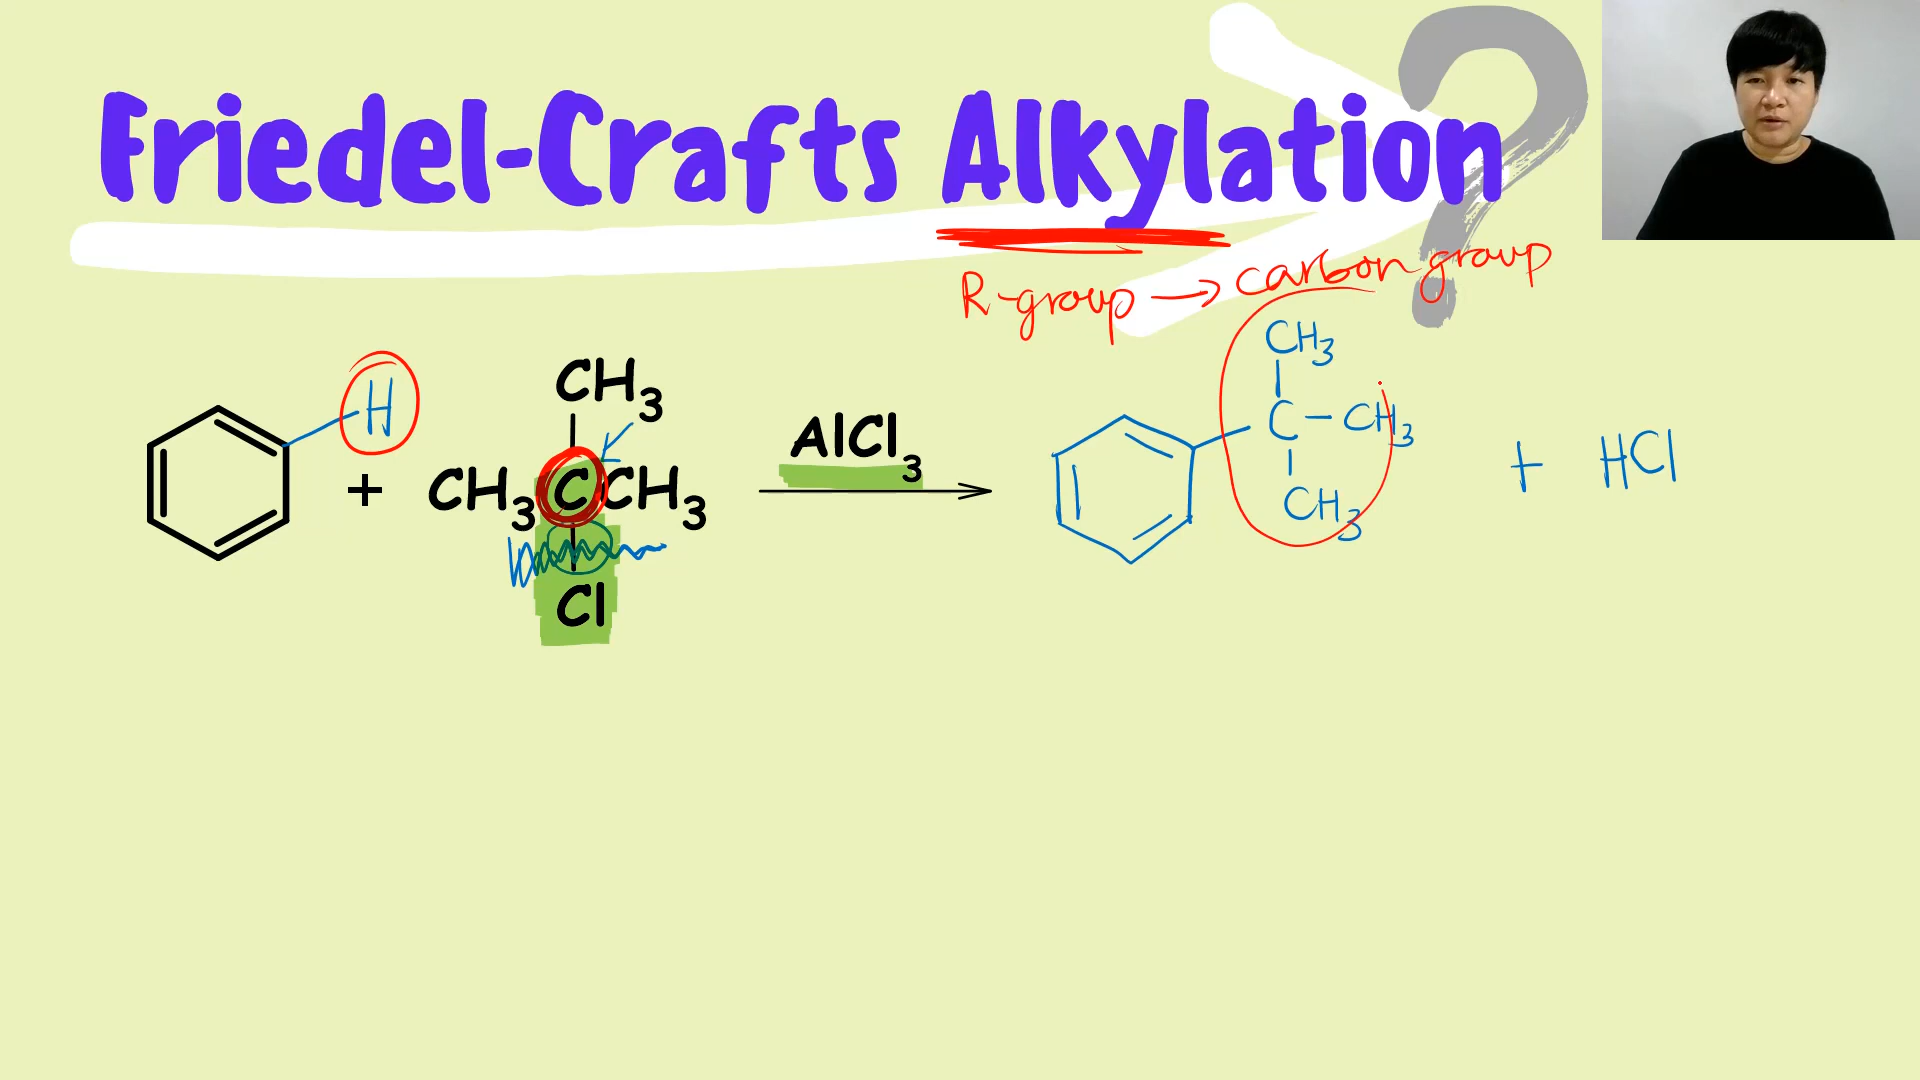 Friedel-Crafts Alkylation ?
R-group → carbon group
H
+
CH3
CH3 C CH3
Cl
AlCl3
CH3
C - CH3
CH3
+ HCl